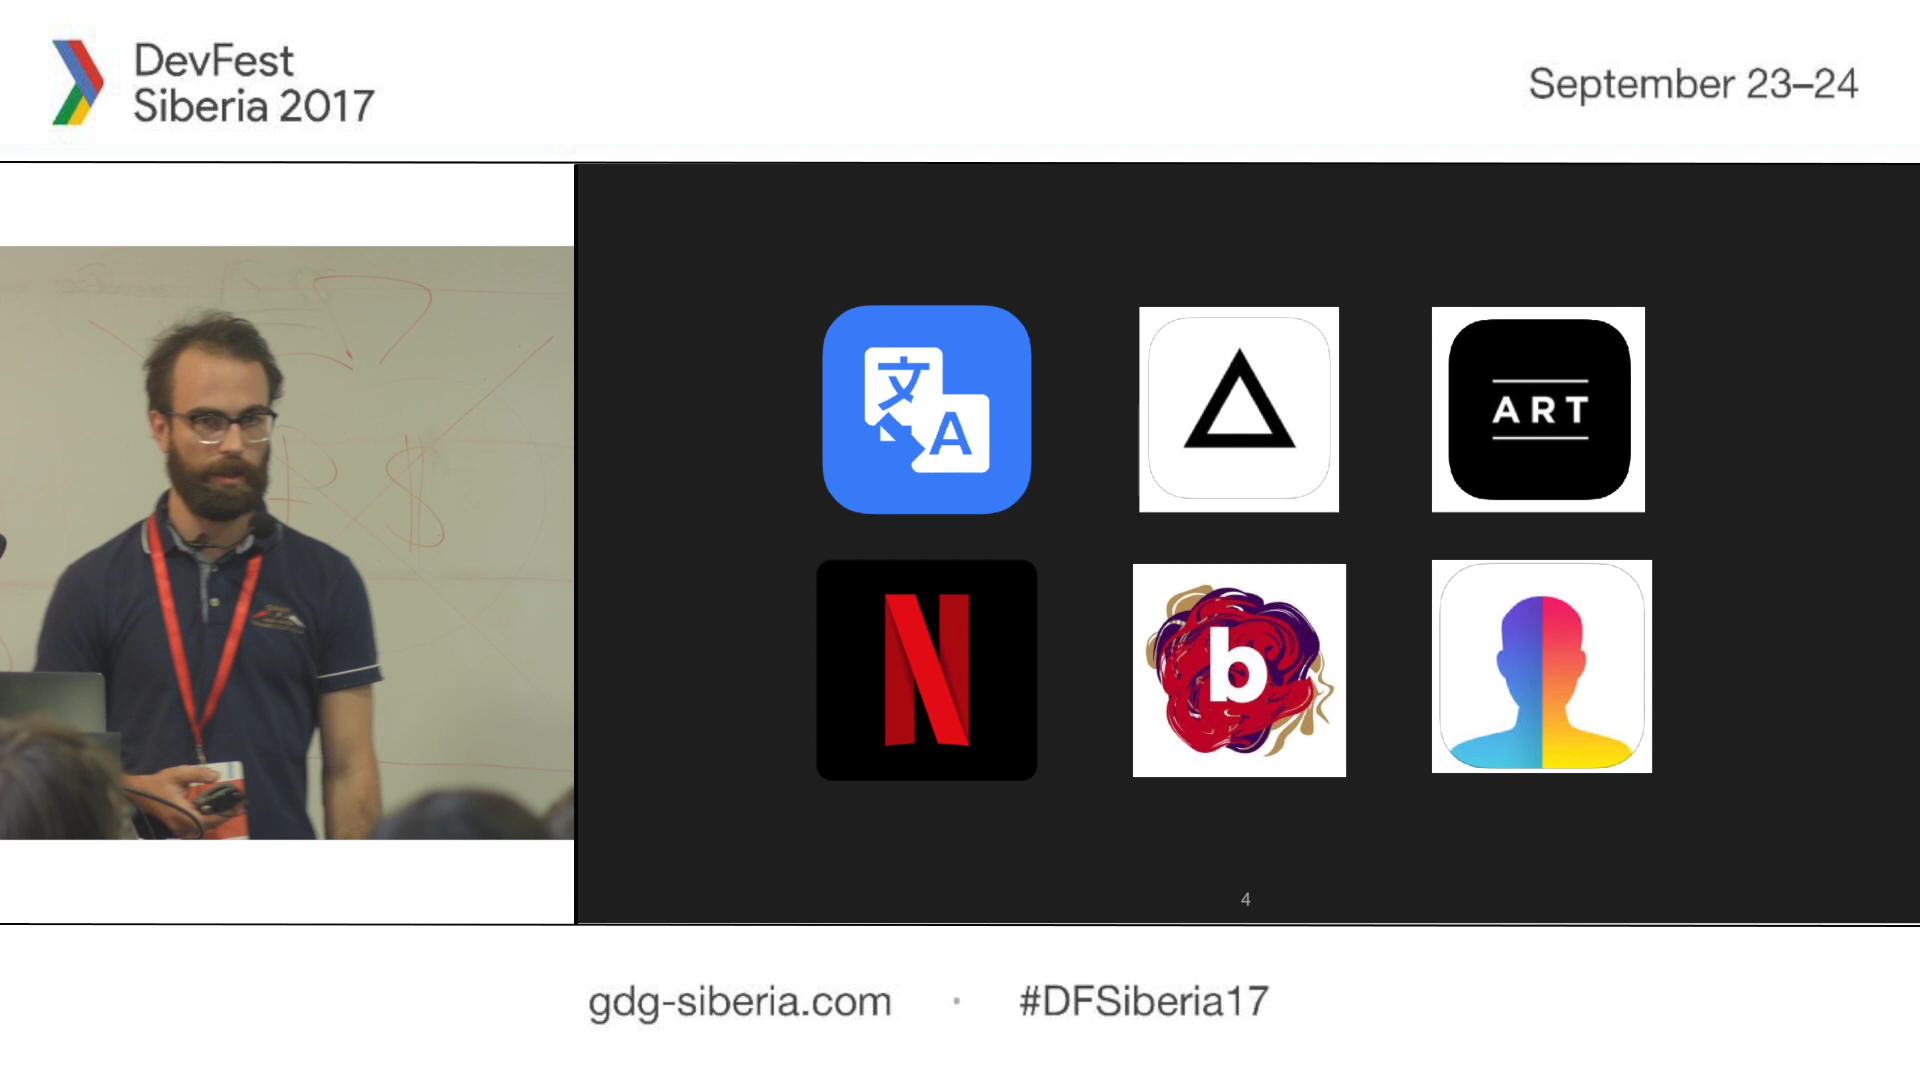 DevFest
Siberia 2017
September 23–24
文
A
ART
N
b
4
gdg-siberia.com · #DFSiberia17